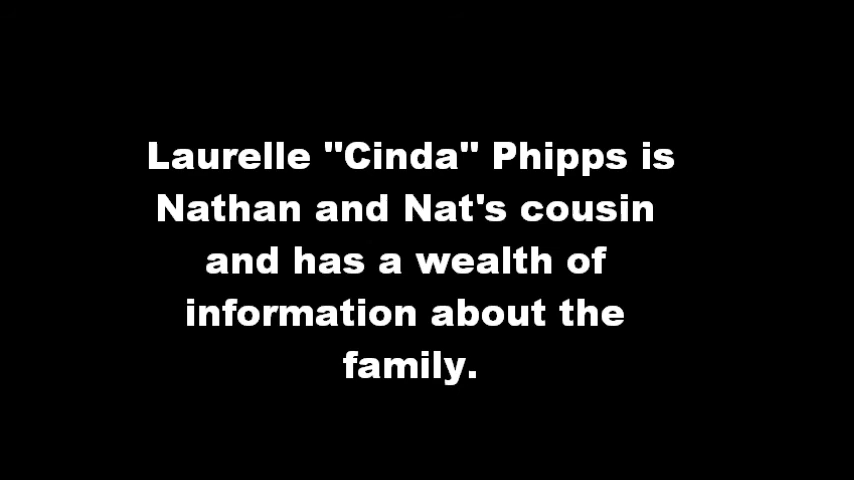 Laurelle "Cinda" Phipps is
Nathan and Nat's cousin
and has a wealth of
information about the
family.